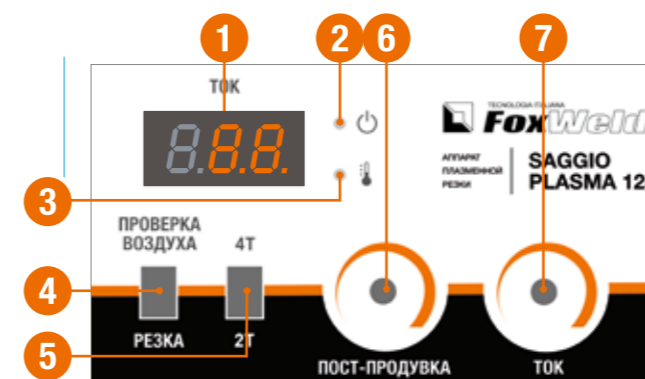 1
2
6
7
ТОК
8.8.8.
TECNOLOGIA ITALIANA
FoxWeld
3
АППАРАТ
ПЛАЗМЕННОЙ
РЕЗКИ
SAGGIO
PLASMA 12
ПРОВЕРКА
ВОЗДУХА
4Т
4
5
РЕЗКА
2Т
ПОСТ-ПРОДУВКА
ТОК